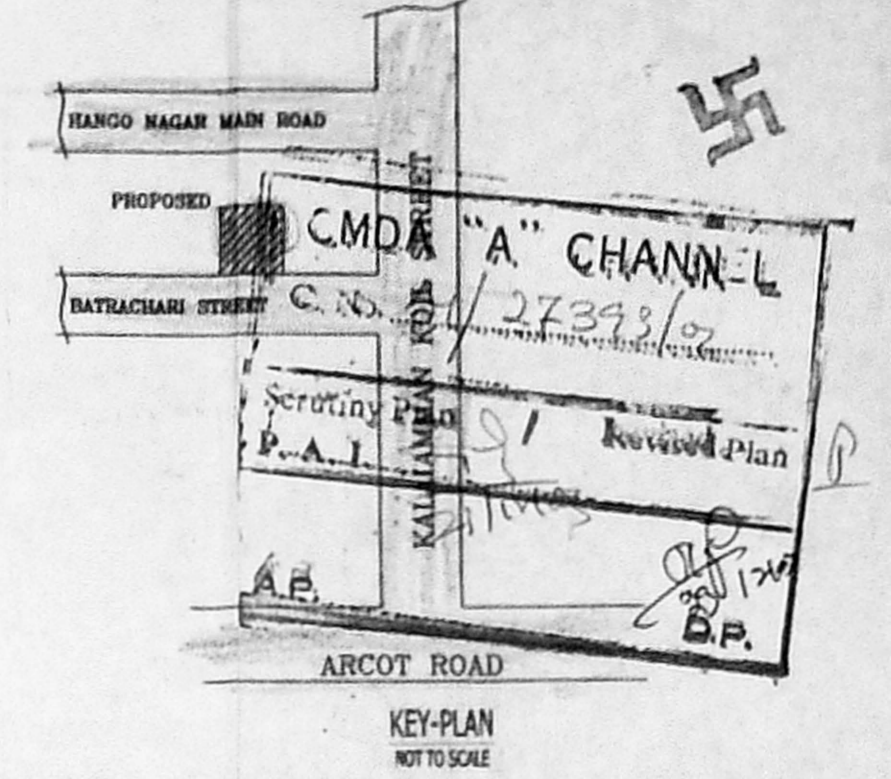 HANGO NAGAR MAIN ROAD
PROPOSED
BATRACHARI STREET
KALIAMMAN KOIL STREET
CMDA "A" CHANNEL
C. No. / 27393/
Scrutiny Plan / Revised Plan
P. A. I.
A.P.
D.P.
ARCOT ROAD
KEY-PLAN
NOT TO SCALE